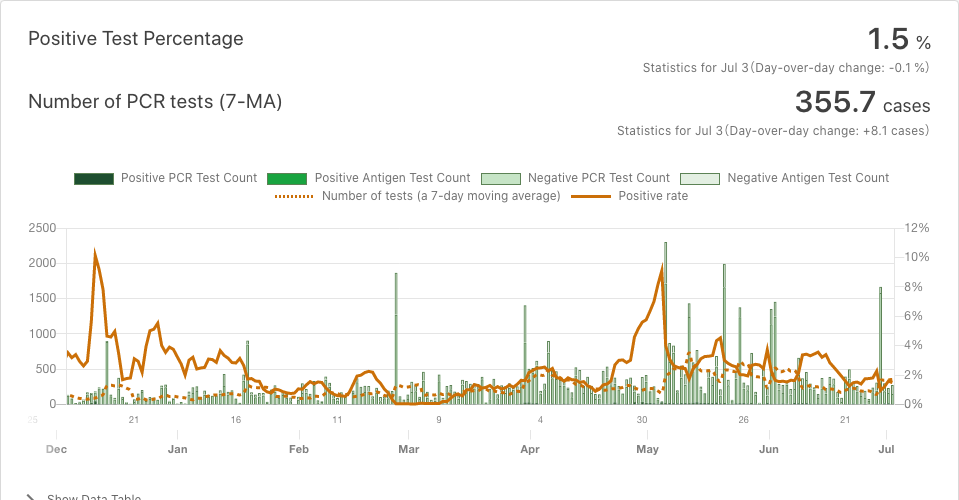 Positive Test Percentage
1.5 %
Statistics for Jul 3(Day-over-day change: -0.1 %)
Number of PCR tests (7-MA)
355.7 cases
Statistics for Jul 3(Day-over-day change: +8.1 cases)
Positive PCR Test Count Positive Antigen Test Count Negative PCR Test Count Negative Antigen Test Count
Number of tests (a 7-day moving average) Positive rate
2500 12%
2000 10%
1500 8%
1000 6%
500 4%
0 2%
0%
25 21 16 11 9 4 30 26 21
Dec Jan Feb Mar Apr May Jun Jul
Show Data Table